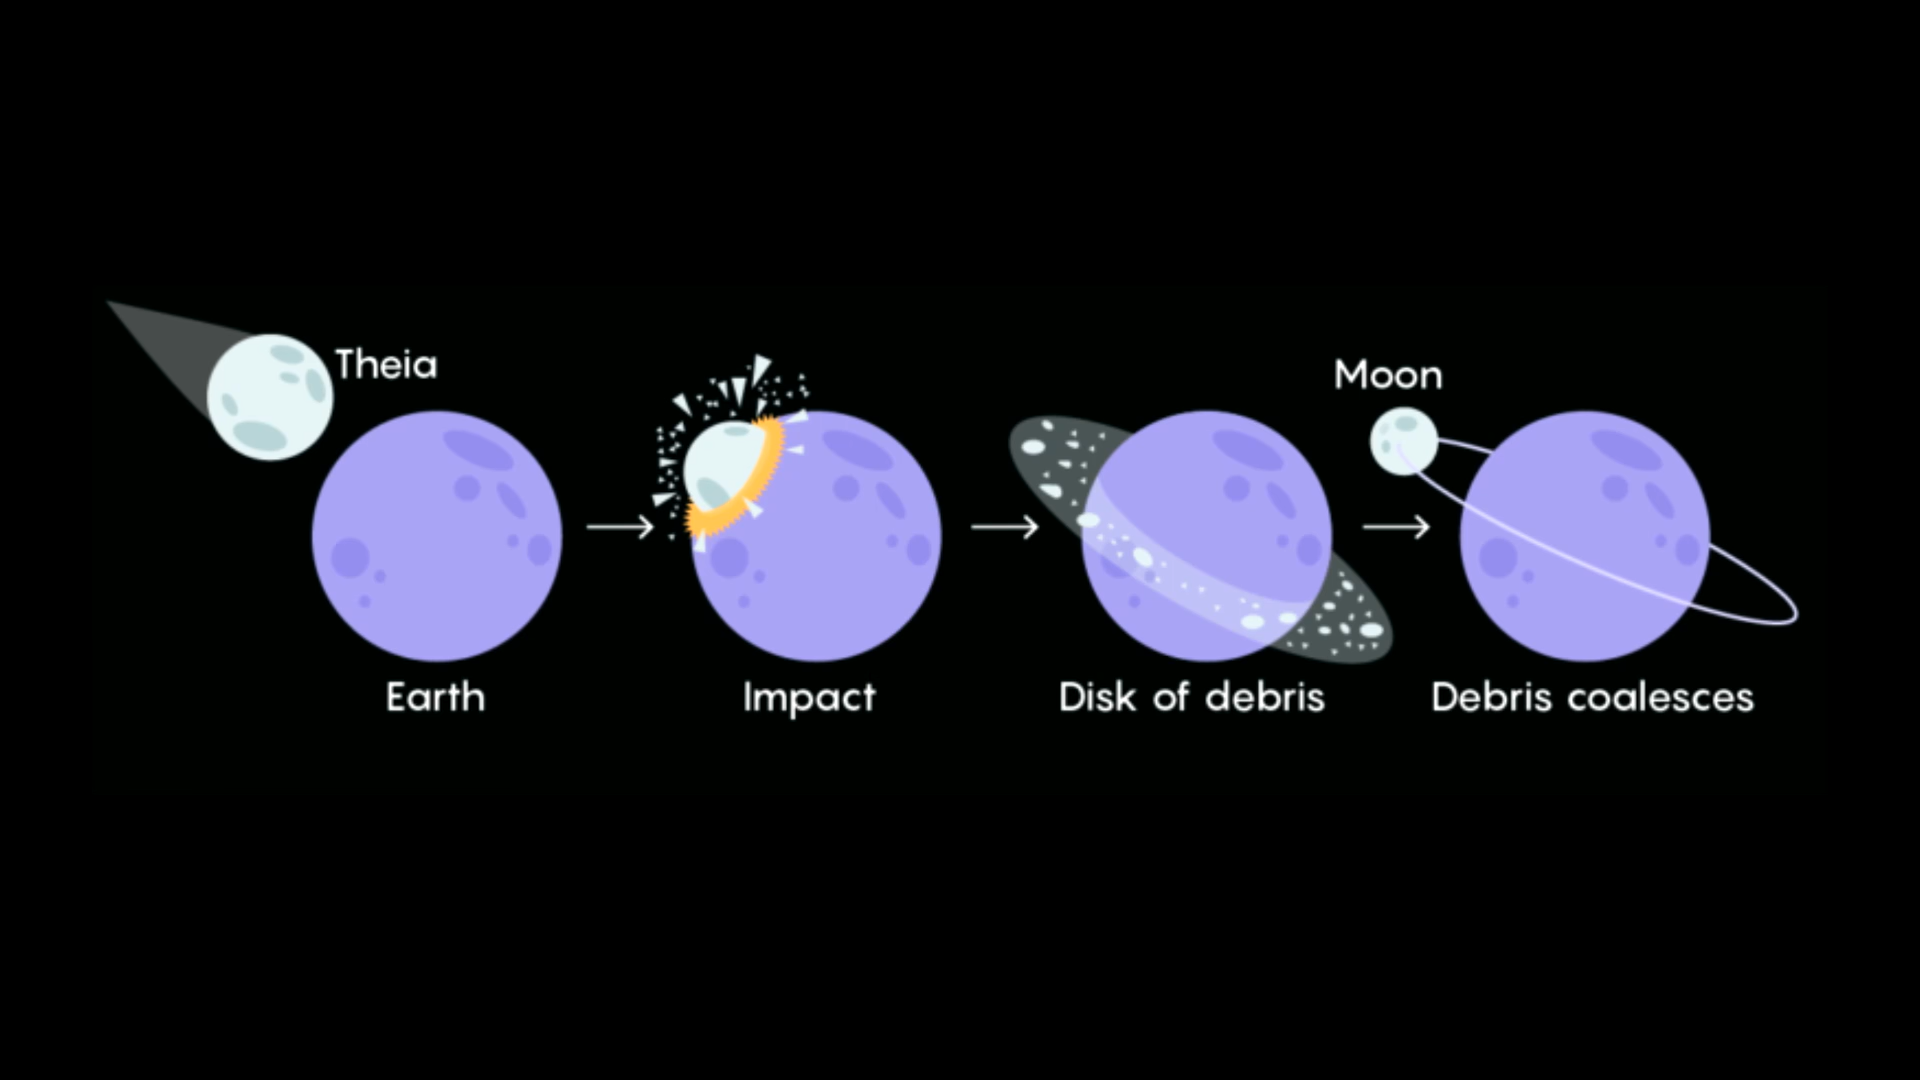 Theia
Earth
Impact
Disk of debris
Moon
Debris coalesces